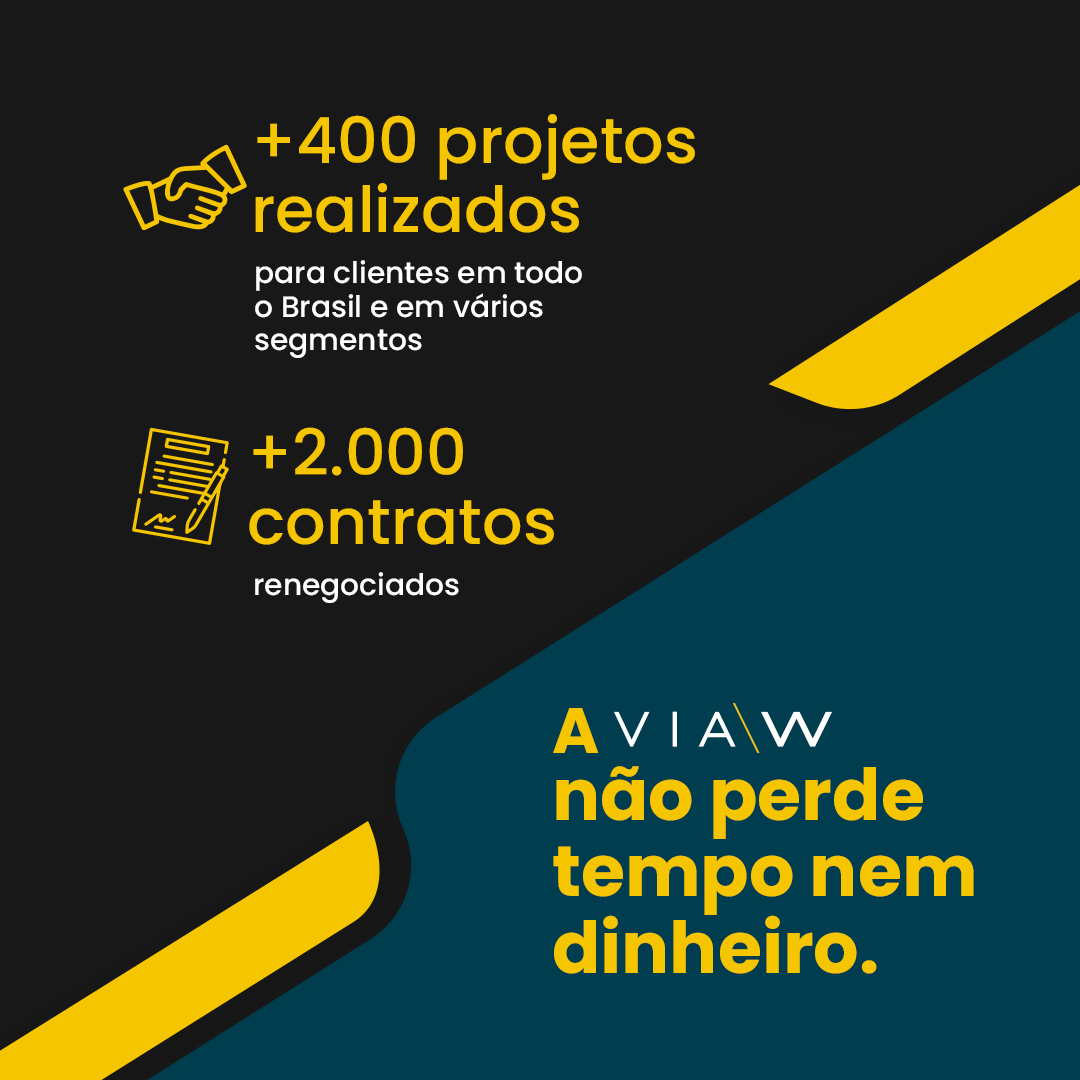 +400 projetos
realizados
para clientes em todo
o Brasil e em vários
segmentos
+2.000
contratos
renegociados
A VIA\W
não perde
tempo nem
dinheiro.